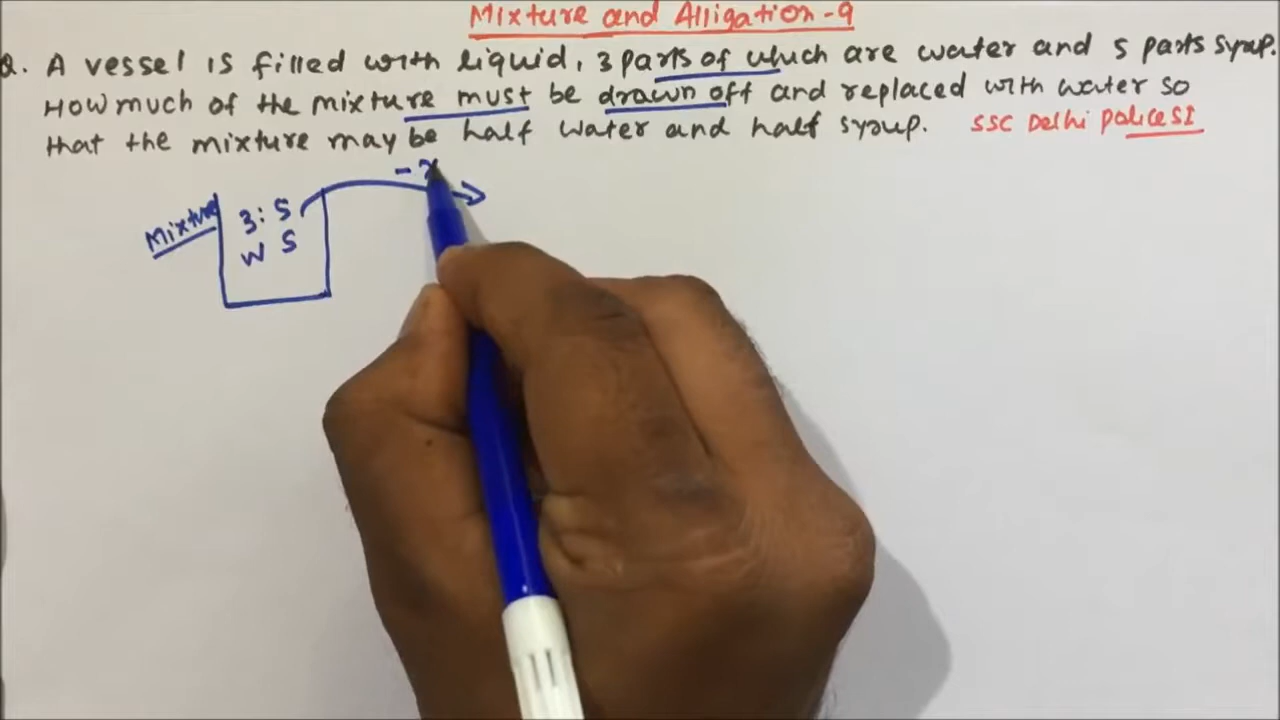 Mixture and Alligation-9
Q. A vessel is filled with liquid, 3 parts of which are water and 5 parts syrup.
How much of the mixture must be drawn off and replaced with water so
that the mixture may be half water and half syrup. SSC Delhi police SI
- x
Mixture 3:5
W S